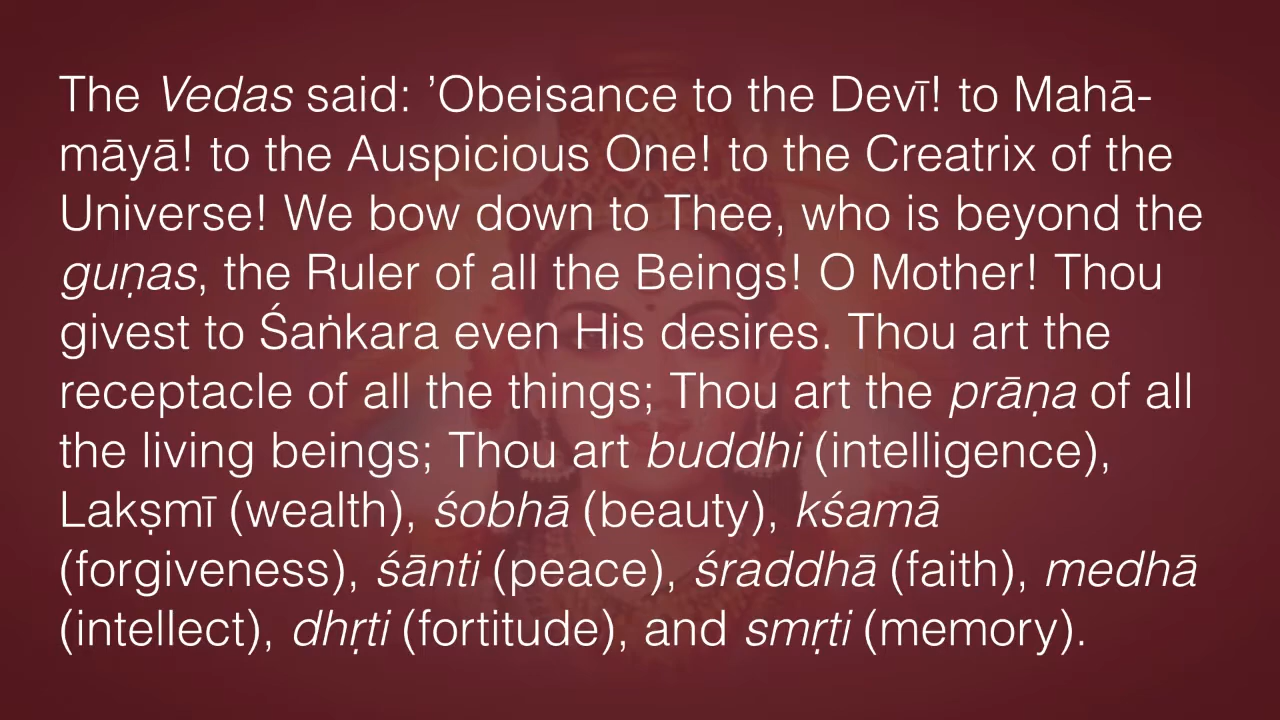 The Vedas said: ’Obeisance to the Devī! to Mahā-
māyā! to the Auspicious One! to the Creatrix of the
Universe! We bow down to Thee, who is beyond the
guṇas, the Ruler of all the Beings! O Mother! Thou
givest to Śaṅkara even His desires. Thou art the
receptacle of all the things; Thou art the prāṇa of all
the living beings; Thou art buddhi (intelligence),
Lakṣmī (wealth), śobhā (beauty), kśamā
(forgiveness), śānti (peace), śraddhā (faith), medhā
(intellect), dhṛti (fortitude), and smṛti (memory).